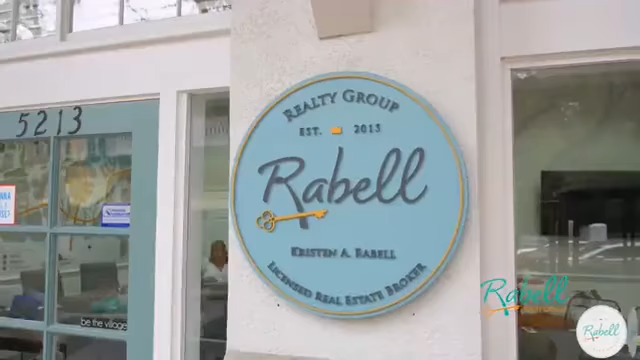 5213
REALTY GROUP
EST. 2013
Rabell
KRISTEN A. RABELL
LICENSED REAL ESTATE BROKER
be the village
Rabell
Rabell